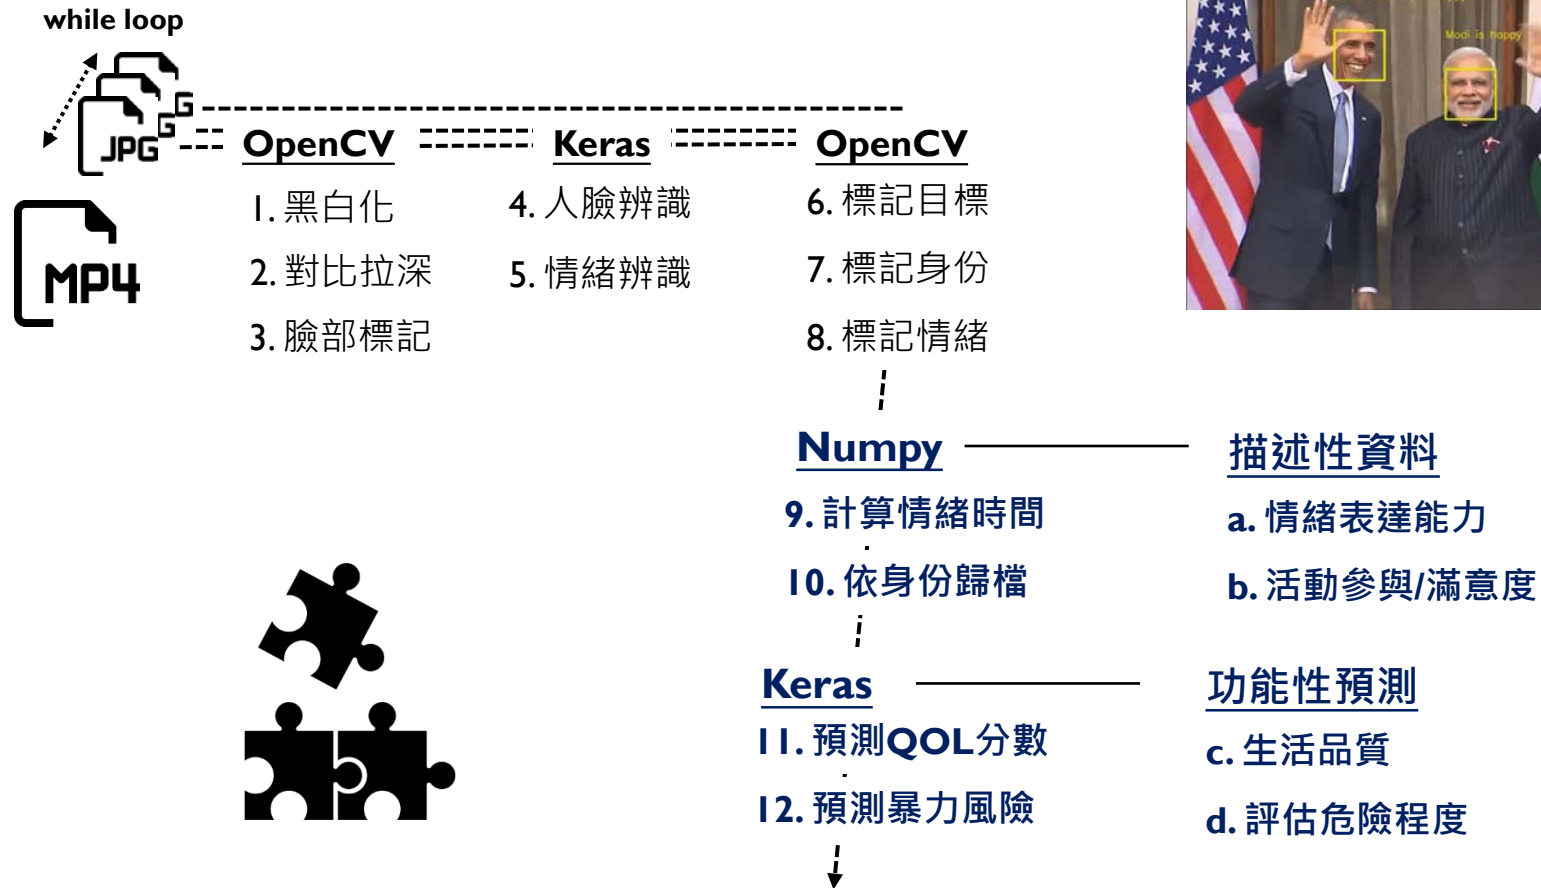 while loop
G
G
JPG
MP4
OpenCV
1. 黑白化
2. 對比拉深
3. 臉部標記
Keras
4. 人臉辨識
5. 情緒辨識
OpenCV
6. 標記目標
7. 標記身份
8. 標記情緒
Modi is happy
Numpy
9. 計算情緒時間
10. 依身份歸檔
描述性資料
a. 情緒表達能力
b. 活動參與/滿意度
Keras
11. 預測QOL分數
12. 預測暴力風險
功能性預測
c. 生活品質
d. 評估危險程度